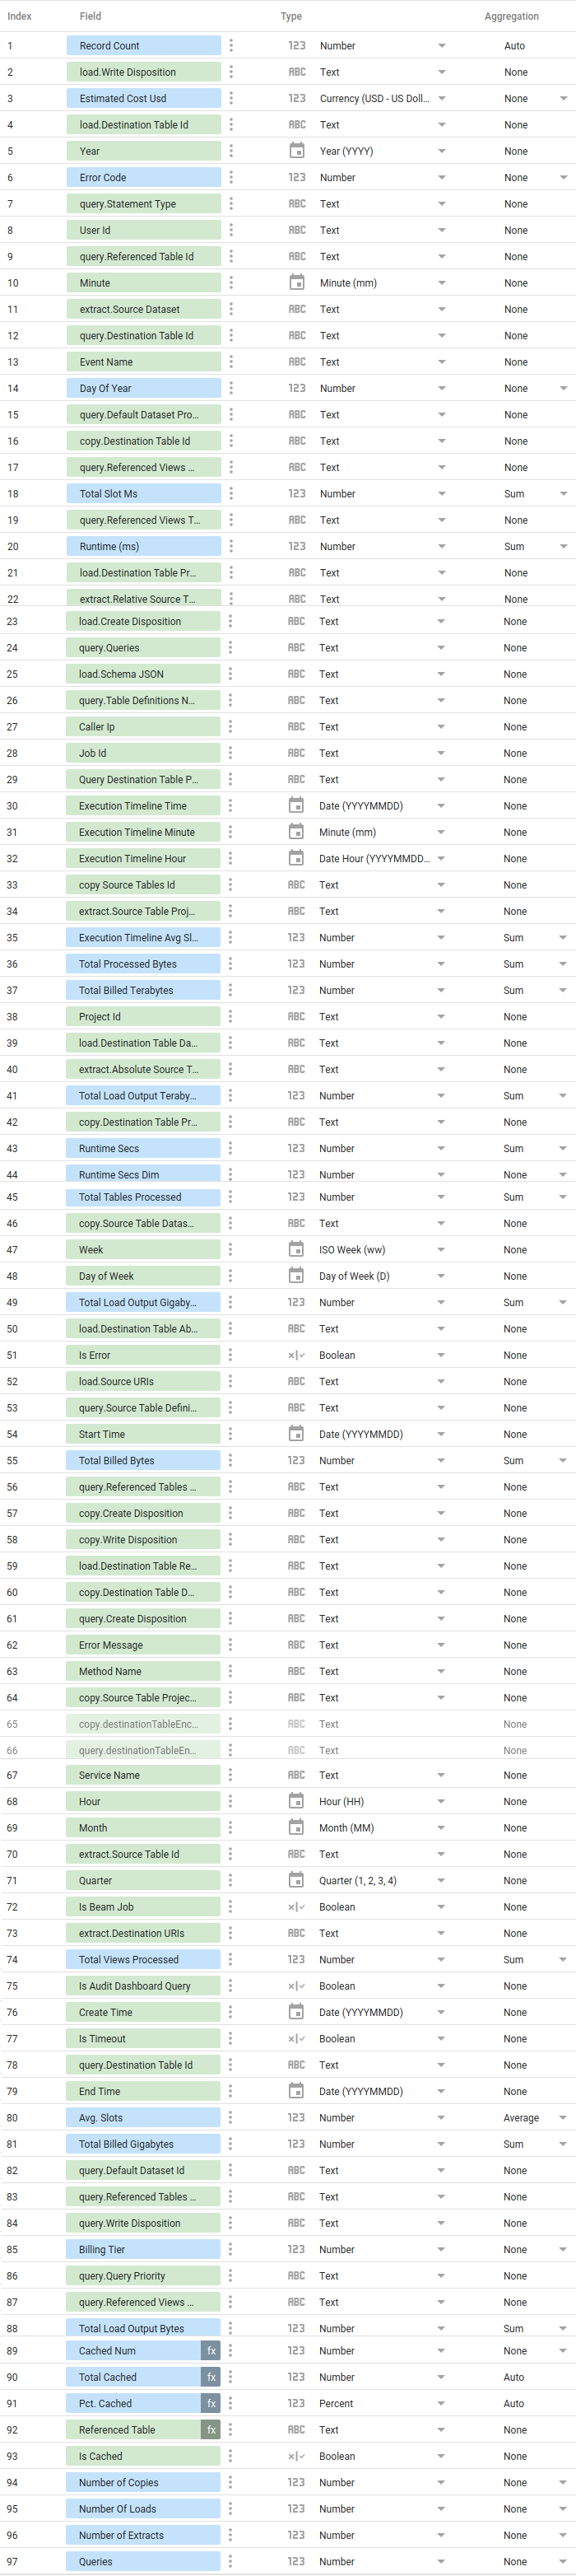 Index Field Type Aggregation
1 Record Count 123 Number Auto
2 load.Write Disposition ABC Text None
3 Estimated Cost Usd 123 Currency (USD - US Doll... None
4 load.Destination Table Id ABC Text None
5 Year Year (YYYY) None
6 Error Code 123 Number None
7 query.Statement Type ABC Text None
8 User Id ABC Text None
9 query.Referenced Table Id ABC Text None
10 Minute Minute (mm) None
11 extract.Source Dataset ABC Text None
12 query.Destination Table Id ABC Text None
13 Event Name ABC Text None
14 Day Of Year 123 Number None
15 query.Default Dataset Pro... ABC Text None
16 copy.Destination Table Id ABC Text None
17 query.Referenced Views ... ABC Text None
18 Total Slot Ms 123 Number Sum
19 query.Referenced Views T... ABC Text None
20 Runtime (ms) 123 Number Sum
21 load.Destination Table Pr... ABC Text None
22 extract.Relative Source T... ABC Text None
23 load.Create Disposition ABC Text None
24 query.Queries ABC Text None
25 load.Schema JSON ABC Text None
26 query.Table Definitions N... ABC Text None
27 Caller Ip ABC Text None
28 Job Id ABC Text None
29 Query Destination Table P... ABC Text None
30 Execution Timeline Time Date (YYYYMMDD) None
31 Execution Timeline Minute Minute (mm) None
32 Execution Timeline Hour Date Hour (YYYYMMDD... None
33 copy Source Tables Id ABC Text None
34 extract.Source Table Proj... ABC Text None
35 Execution Timeline Avg Sl... 123 Number Sum
36 Total Processed Bytes 123 Number Sum
37 Total Billed Terabytes 123 Number Sum
38 Project Id ABC Text None
39 load.Destination Table Da... ABC Text None
40 extract.Absolute Source T... ABC Text None
41 Total Load Output Teraby... 123 Number Sum
42 copy.Destination Table Pr... ABC Text None
43 Runtime Secs 123 Number Sum
44 Runtime Secs Dim 123 Number None
45 Total Tables Processed 123 Number Sum
46 copy.Source Table Datas... ABC Text None
47 Week ISO Week (ww) None
48 Day of Week Day of Week (D) None
49 Total Load Output Gigaby... 123 Number Sum
50 load.Destination Table Ab... ABC Text None
51 Is Error Boolean None
52 load.Source URIs ABC Text None
53 query.Source Table Defini... ABC Text None
54 Start Time Date (YYYYMMDD) None
55 Total Billed Bytes 123 Number Sum
56 query.Referenced Tables ... ABC Text None
57 copy.Create Disposition ABC Text None
58 copy.Write Disposition ABC Text None
59 load.Destination Table Re... ABC Text None
60 copy.Destination Table D... ABC Text None
61 query.Create Disposition ABC Text None
62 Error Message ABC Text None
63 Method Name ABC Text None
64 copy.Source Table Projec... ABC Text None
65 copy.destinationTableEnc... ABC Text None
66 query.destinationTableEn... ABC Text None
67 Service Name ABC Text None
68 Hour Hour (HH) None
69 Month Month (MM) None
70 extract.Source Table Id ABC Text None
71 Quarter Quarter (1, 2, 3, 4) None
72 Is Beam Job Boolean None
73 extract.Destination URIs ABC Text None
74 Total Views Processed 123 Number Sum
75 Is Audit Dashboard Query Boolean None
76 Create Time Date (YYYYMMDD) None
77 Is Timeout Boolean None
78 query.Destination Table Id ABC Text None
79 End Time Date (YYYYMMDD) None
80 Avg. Slots 123 Number Average
81 Total Billed Gigabytes 123 Number Sum
82 query.Default Dataset Id ABC Text None
83 query.Referenced Tables ... ABC Text None
84 query.Write Disposition ABC Text None
85 Billing Tier 123 Number None
86 query.Query Priority ABC Text None
87 query.Referenced Views ... ABC Text None
88 Total Load Output Bytes 123 Number Sum
89 Cached Num fx 123 Number None
90 Total Cached fx 123 Number Auto
91 Pct. Cached fx 123 Percent Auto
92 Referenced Table fx ABC Text None
93 Is Cached Boolean None
94 Number of Copies 123 Number None
95 Number Of Loads 123 Number None
96 Number of Extracts 123 Number None
97 Queries 123 Number None